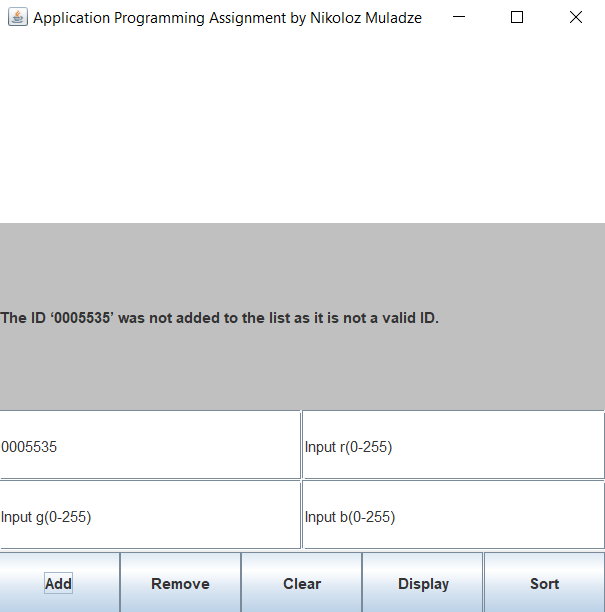 Application Programming Assignment by Nikoloz Muladze
The ID ‘0005535’ was not added to the list as it is not a valid ID.
0005535 Input r(0-255)
Input g(0-255) Input b(0-255)
Add Remove Clear Display Sort